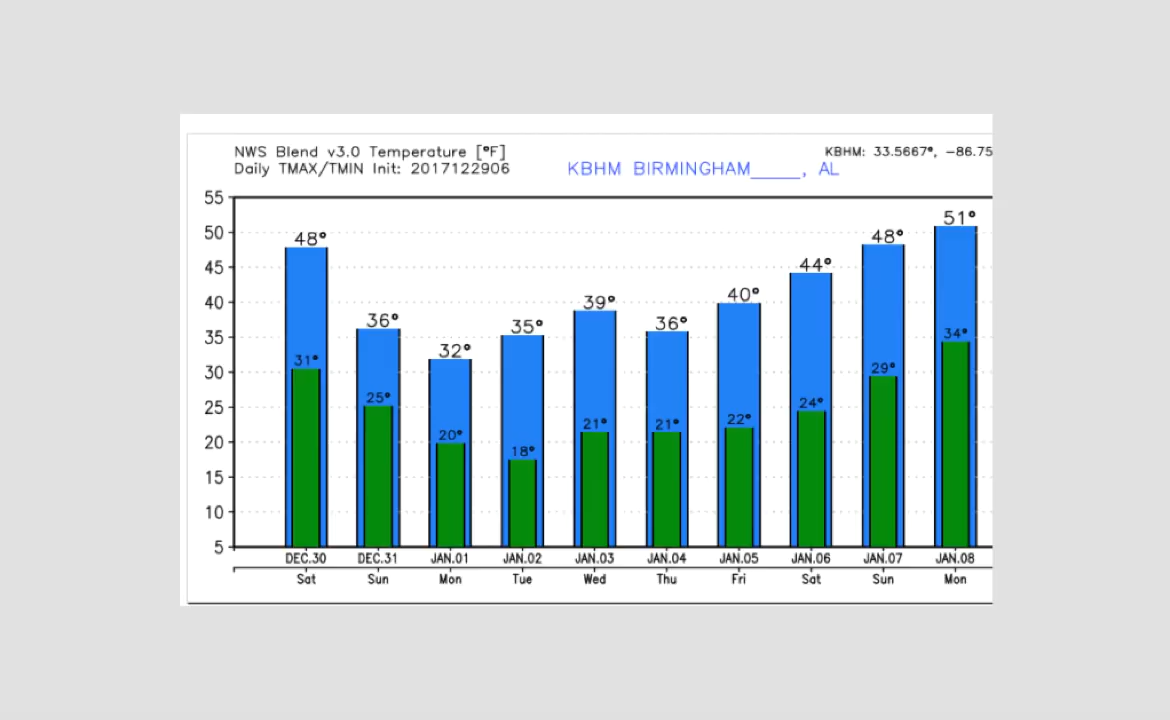 NWS Blend v3.0 Temperature [°F]
Daily TMAX/TMIN Init: 2017122906
KBHM BIRMINGHAM_____, AL
KBHM: 33.5667°, −86.75
55
50
45
40
35
30
25
20
15
10
5
48° 36° 32° 35° 39° 36° 40° 44° 48° 51°
31° 25° 20° 18° 21° 21° 22° 24° 29° 34°
DEC.30 DEC.31 JAN.01 JAN.02 JAN.03 JAN.04 JAN.05 JAN.06 JAN.07 JAN.08
Sat Sun Mon Tue Wed Thu Fri Sat Sun Mon